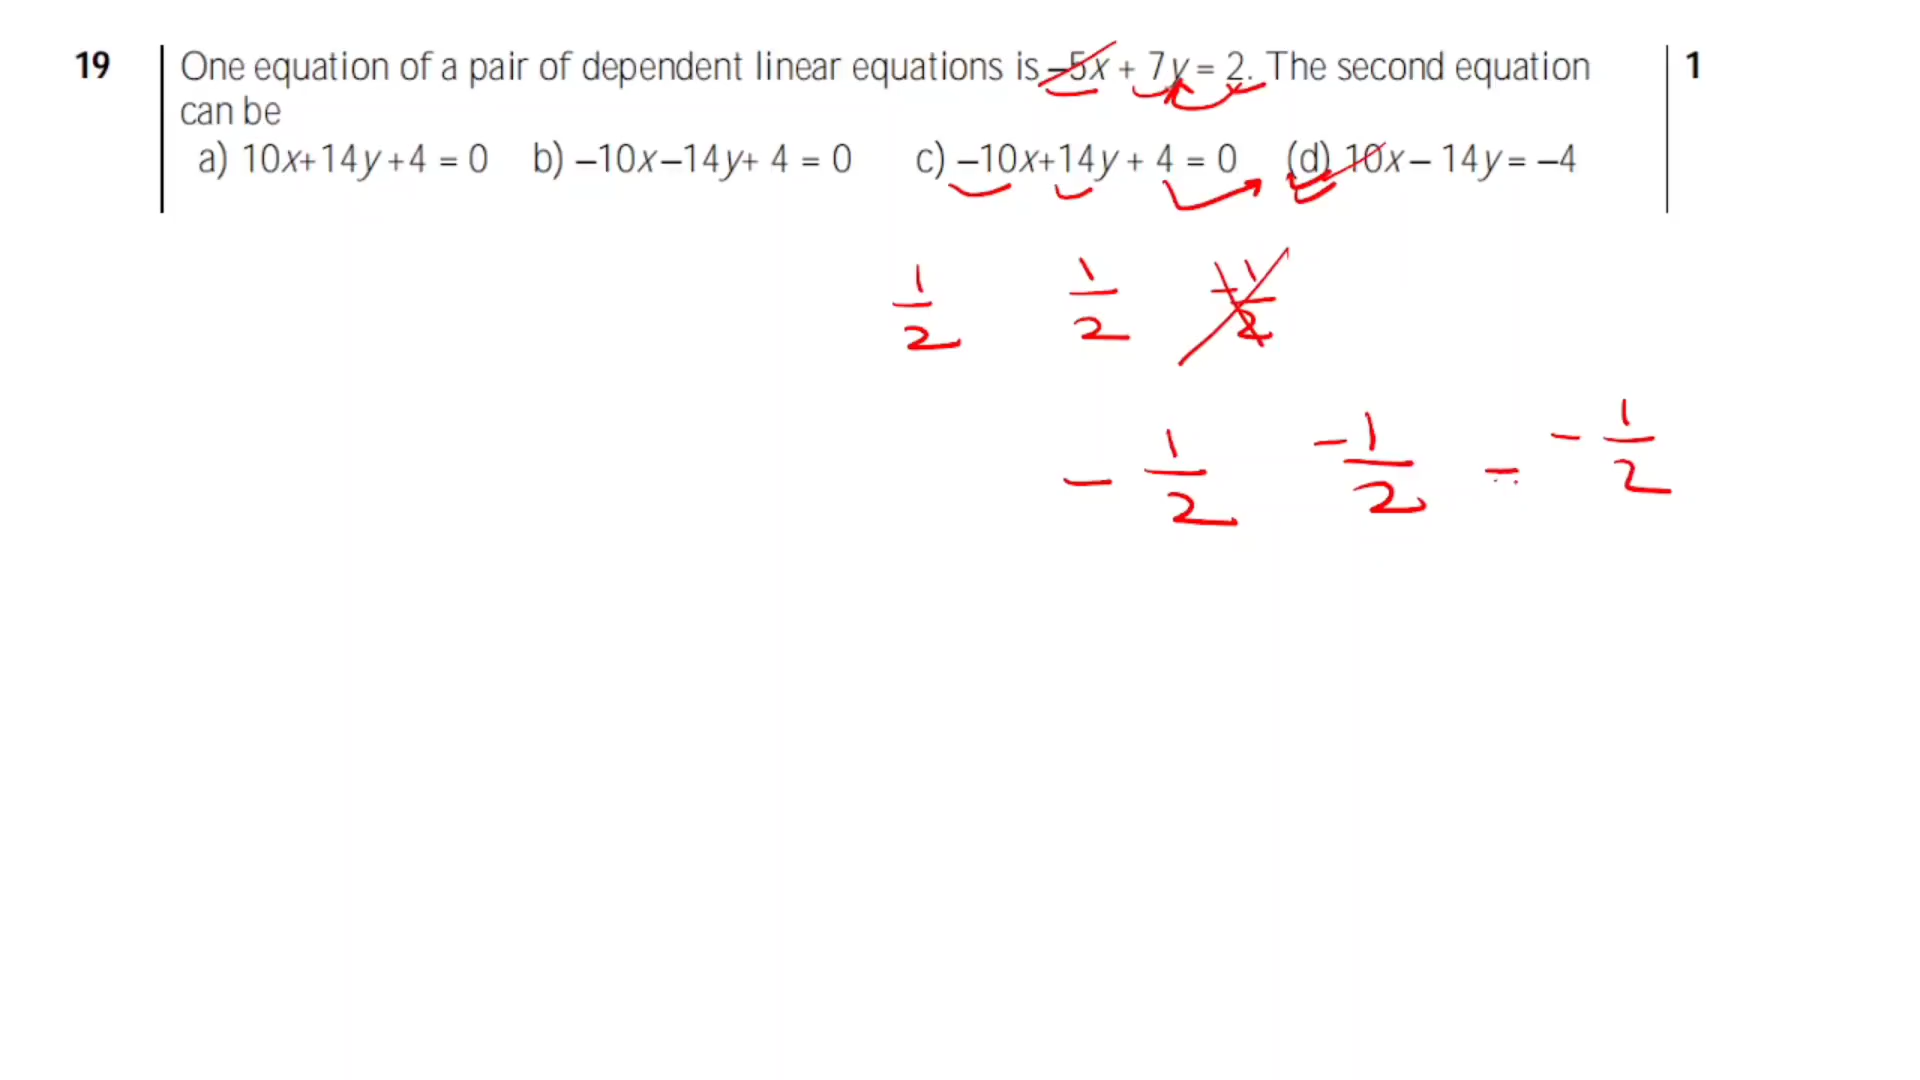 19 One equation of a pair of dependent linear equations is –5x + 7y = 2. The second equation 1
can be
a) 10x+14y +4 = 0 b) –10x–14y+ 4 = 0 c) –10x+14y + 4 = 0 (d) 10x– 14y= –4
1/2 1/2
-1/2 -1/2 = -1/2